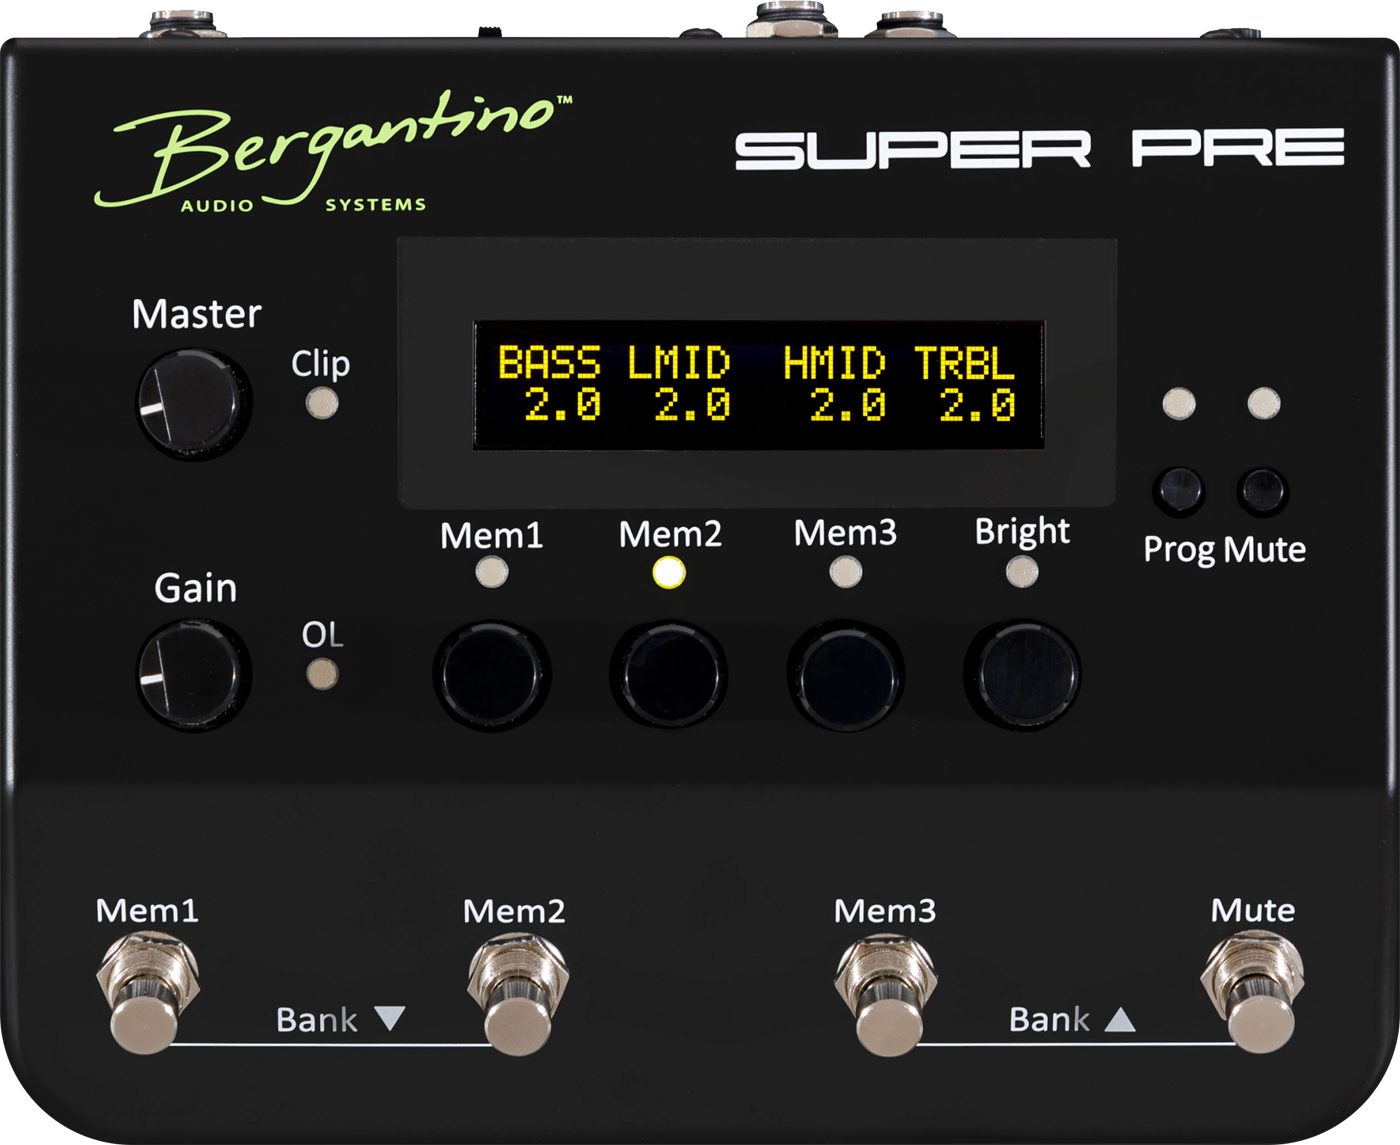 Bergantino™
AUDIO SYSTEMS
SUPER PRE
Master
Clip
BASS LMID HMID TRBL
2.0 2.0 2.0 2.0
Mem1 Mem2 Mem3 Bright
Prog Mute
Gain
OL
Mem1 Mem2 Mem3 Mute
Bank ▼ Bank ▲